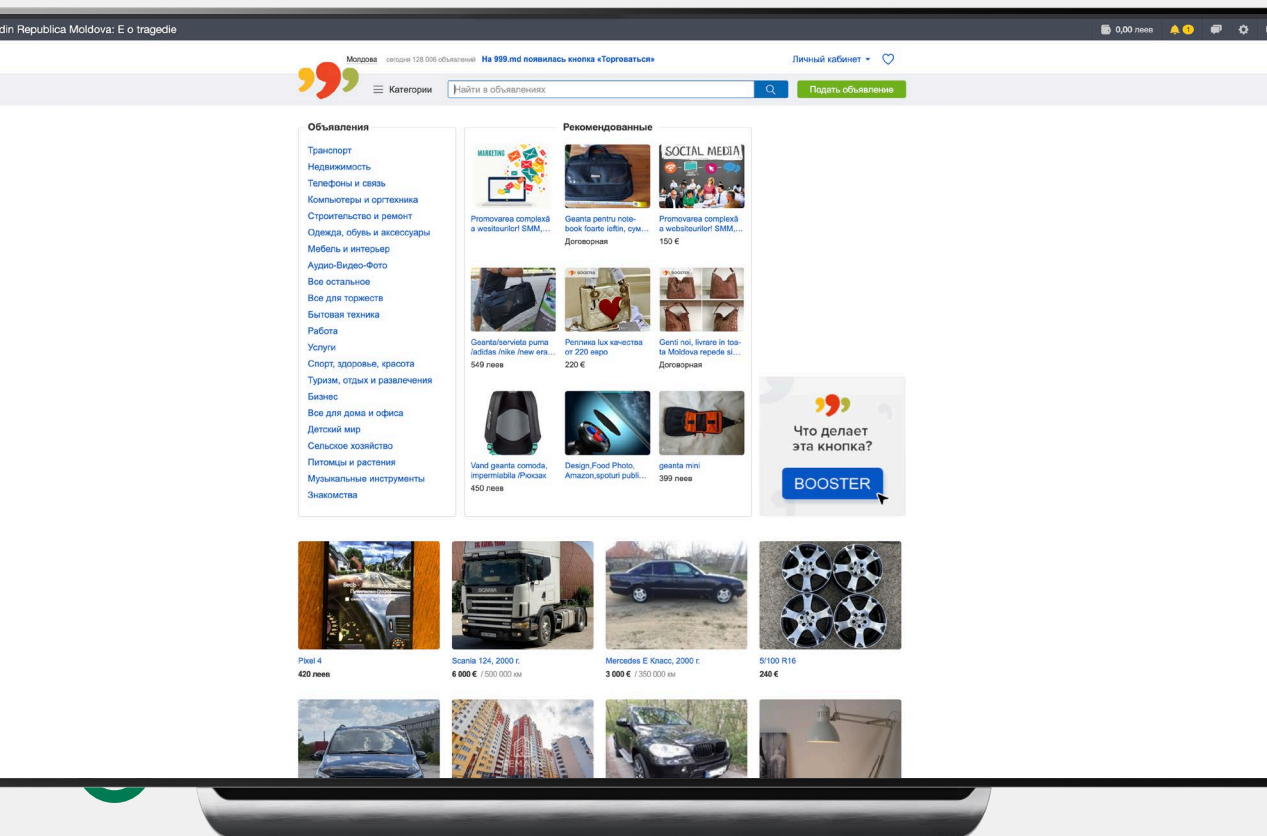 din Republica Moldova: E o tragedie
0,00 леев
1
Молдова сегодня 128 006 объявлений На 999.md появилась кнопка «Торговаться»
Личный кабинет
Категории
Найти в объявлениях
Подать объявление
Объявления
Транспорт
Недвижимость
Телефоны и связь
Компьютеры и оргтехника
Строительство и ремонт
Одежда, обувь и аксессуары
Мебель и интерьер
Аудио-Видео-Фото
Все остальное
Все для торжеств
Бытовая техника
Работа
Услуги
Спорт, здоровье, красота
Туризм, отдых и развлечения
Бизнес
Все для дома и офиса
Детский мир
Сельское хозяйство
Питомцы и растения
Музыкальные инструменты
Знакомства
Рекомендованные
MARKETING
SOCIAL MEDIA
Promovarea complexă
a wesiteurilor! SMM,...
Geanta pentru note-
book foarte ieftin, сум...
Договорная
Promovarea complexă
a websiteurilor! SMM,...
150 €
BOOSTER
BOOSTER
Geanta/servieta puma
/adidas /nike /new era...
549 леев
Реплика lux качества
от 220 евро
220 €
Genti noi, livrare in toa-
ta Moldova repede si...
Договорная
Vand geanta comoda,
impermiabila /Рюкзак
450 леев
Design,Food Photo,
Amazon,spoturi publi...
geanta mini
399 леев
Что делает
эта кнопка?
BOOSTER
SCANIA
Pixel 4
420 леев
Scania 124, 2000 г.
6 000 € / 500 000 км
Mercedes E Класс, 2000 г.
3 000 € / 350 000 км
5/100 R16
240 €